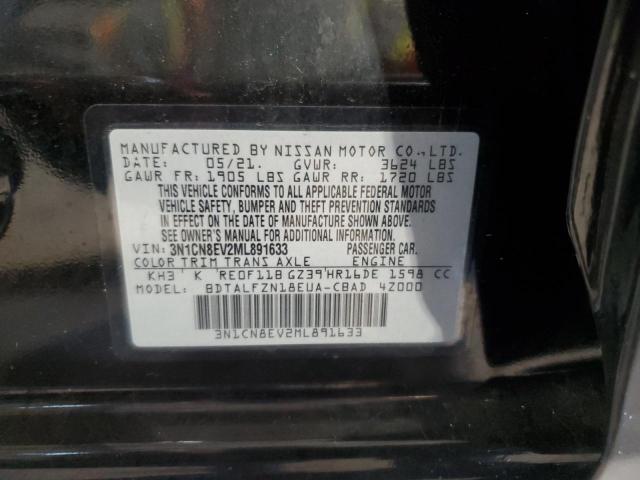 MANUFACTURED BY NISSAN MOTOR CO.,LTD.
DATE: 05/21. GVWR: 3624 LBS
GAWR FR: 1905 LBS GAWR RR: 1720 LBS
THIS VEHICLE CONFORMS TO ALL APPLICABLE FEDERAL MOTOR
VEHICLE SAFETY, BUMPER AND THEFT PREVENTION STANDARDS
IN EFFECT ON THE DATE OF MANUFACTURE SHOWN ABOVE.
SEE OWNER'S MANUAL, FOR ADDITIONAL INFORMATION.
VIN: 3N1CN8EV2ML891633 PASSENGER CAR.
COLOR TRIM TRANS AXLE ENGINE
KH3 ' K 'RE0F11B GZ39'HR16DE 1598 CC
MODEL: BDTALFZN18EUA-CBAD 4Z000
3N1CN8EV2ML891633